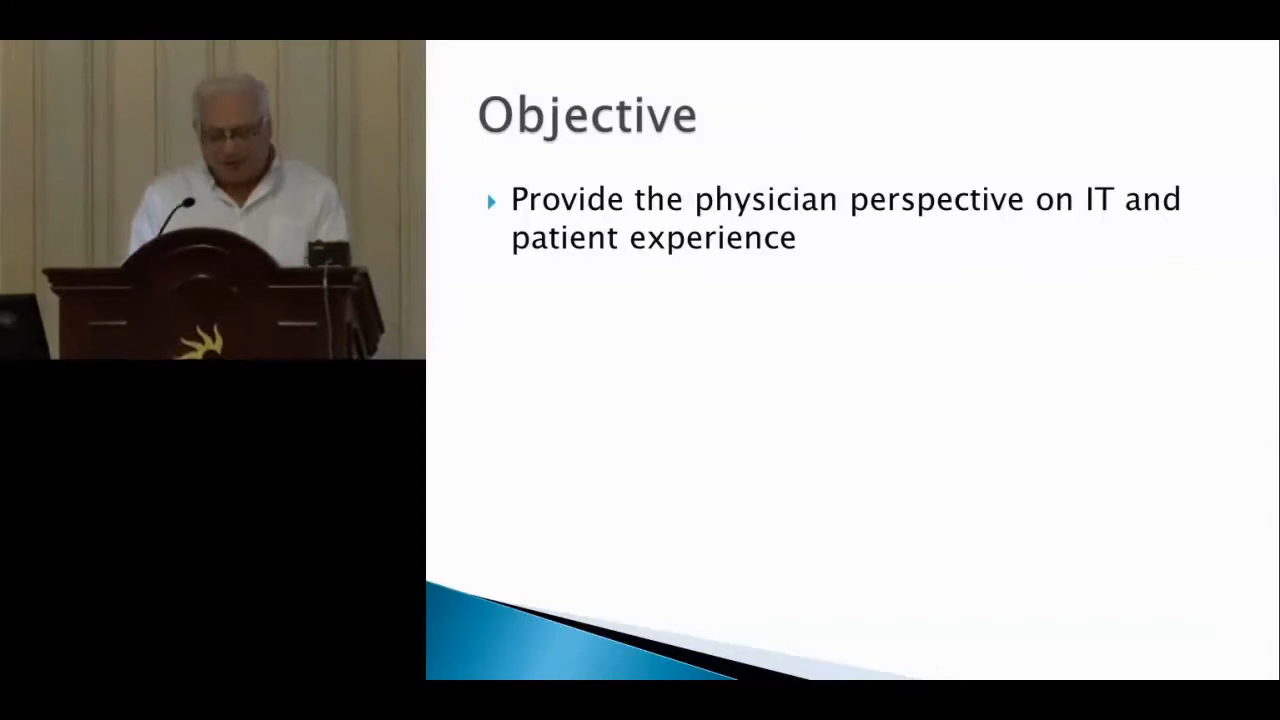 Objective
Provide the physician perspective on IT and
patient experience